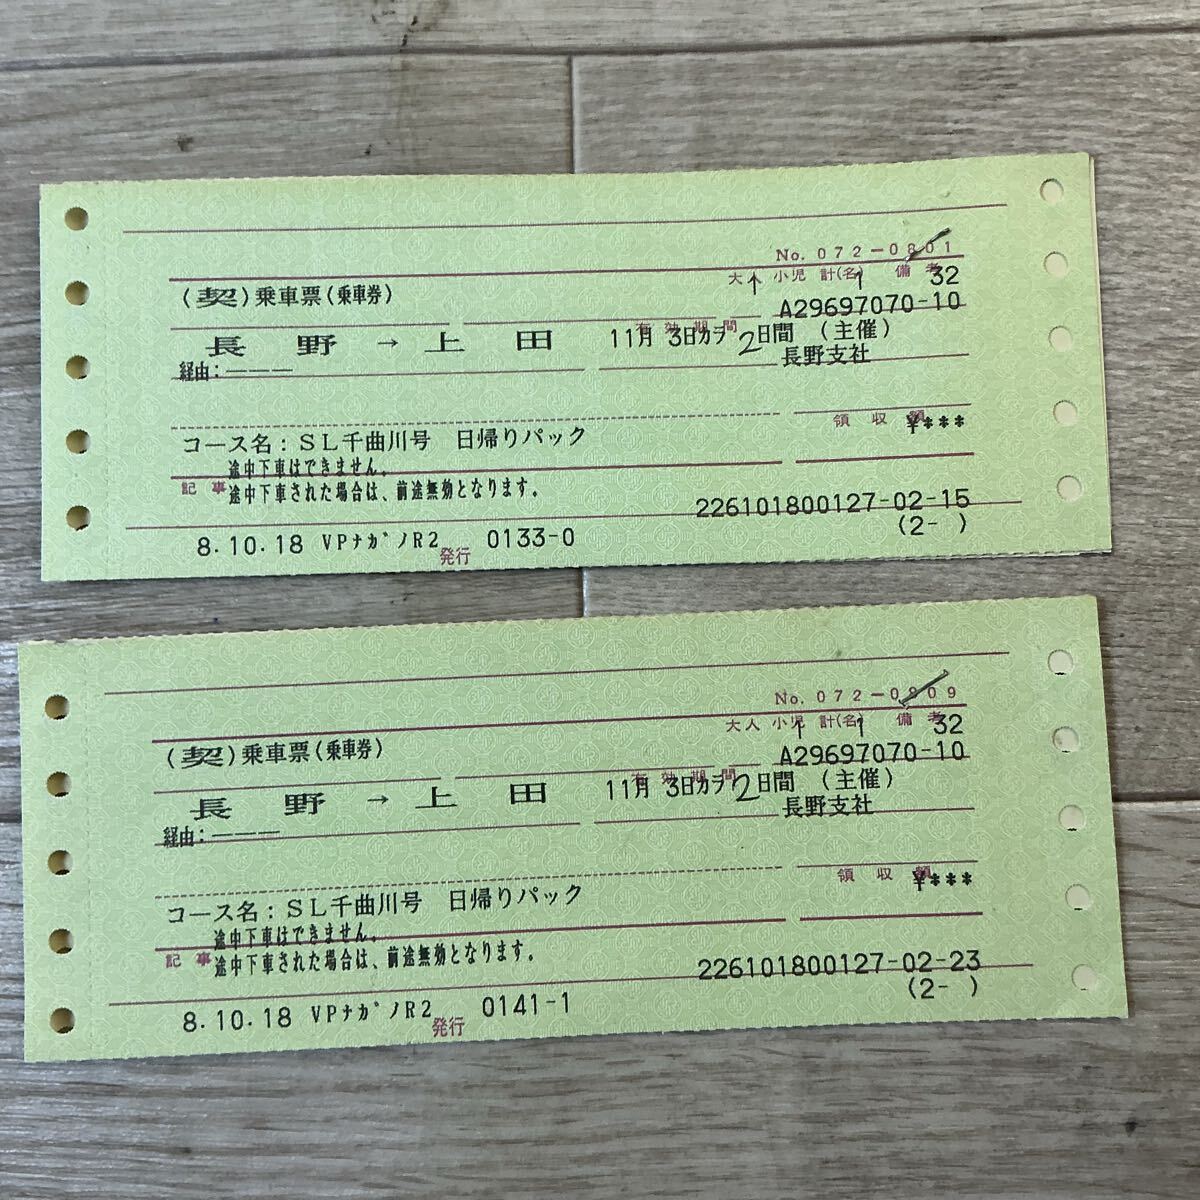 No. 072-0801
大人 小児 計(名) 備考
1 1 32
(契)乗車票(乗車券)
A29697070-10
有効期間
長野→上田 11月 3日カラ 2日間 (主催)
経由:———
長野支社
領収額 ¥***
コース名:SL千曲川号 日帰りパック
途中下車はできません。
記事 途中下車された場合は、前途無効となります。
226101800127-02-15
8.10.18 VPナガノR2 発行 0133-0 (2- )
No. 072-0809
大人 小児 計(名) 備考
1 1 32
(契)乗車票(乗車券)
A29697070-10
有効期間
長野→上田 11月 3日カラ 2日間 (主催)
経由:———
長野支社
領収額 ¥***
コース名:SL千曲川号 日帰りパック
途中下車はできません。
記事 途中下車された場合は、前途無効となります。
226101800127-02-23
8.10.18 VPナガノR2 発行 0141-1 (2- )